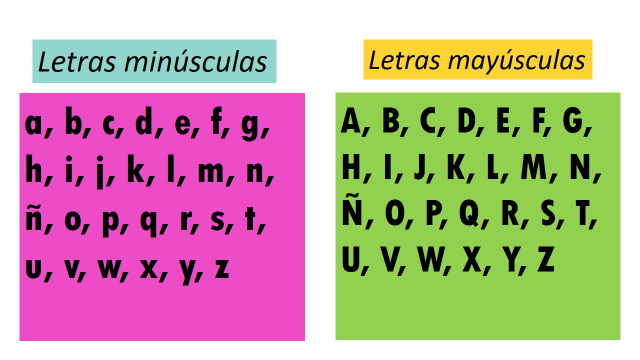 Letras minúsculas
a, b, c, d, e, f, g,
h, i, j, k, l, m, n,
ñ, o, p, q, r, s, t,
u, v, w, x, y, z
Letras mayúsculas
A, B, C, D, E, F, G,
H, I, J, K, L, M, N,
Ñ, O, P, Q, R, S, T,
U, V, W, X, Y, Z